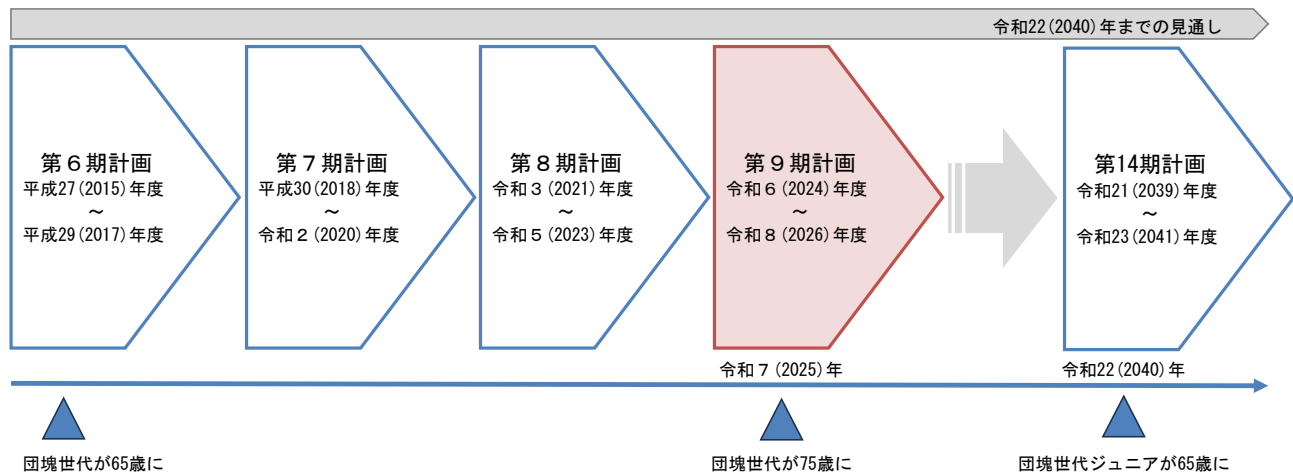 令和22(2040)年までの見通し
第６期計画
平成27(2015)年度
～
平成29(2017)年度
第７期計画
平成30(2018)年度
～
令和２(2020)年度
第８期計画
令和３(2021)年度
～
令和５(2023)年度
第９期計画
令和６(2024)年度
～
令和８(2026)年度
第14期計画
令和21(2039)年度
～
令和23(2041)年度
令和７(2025)年
令和22(2040)年
団塊世代が65歳に
団塊世代が75歳に
団塊世代ジュニアが65歳に